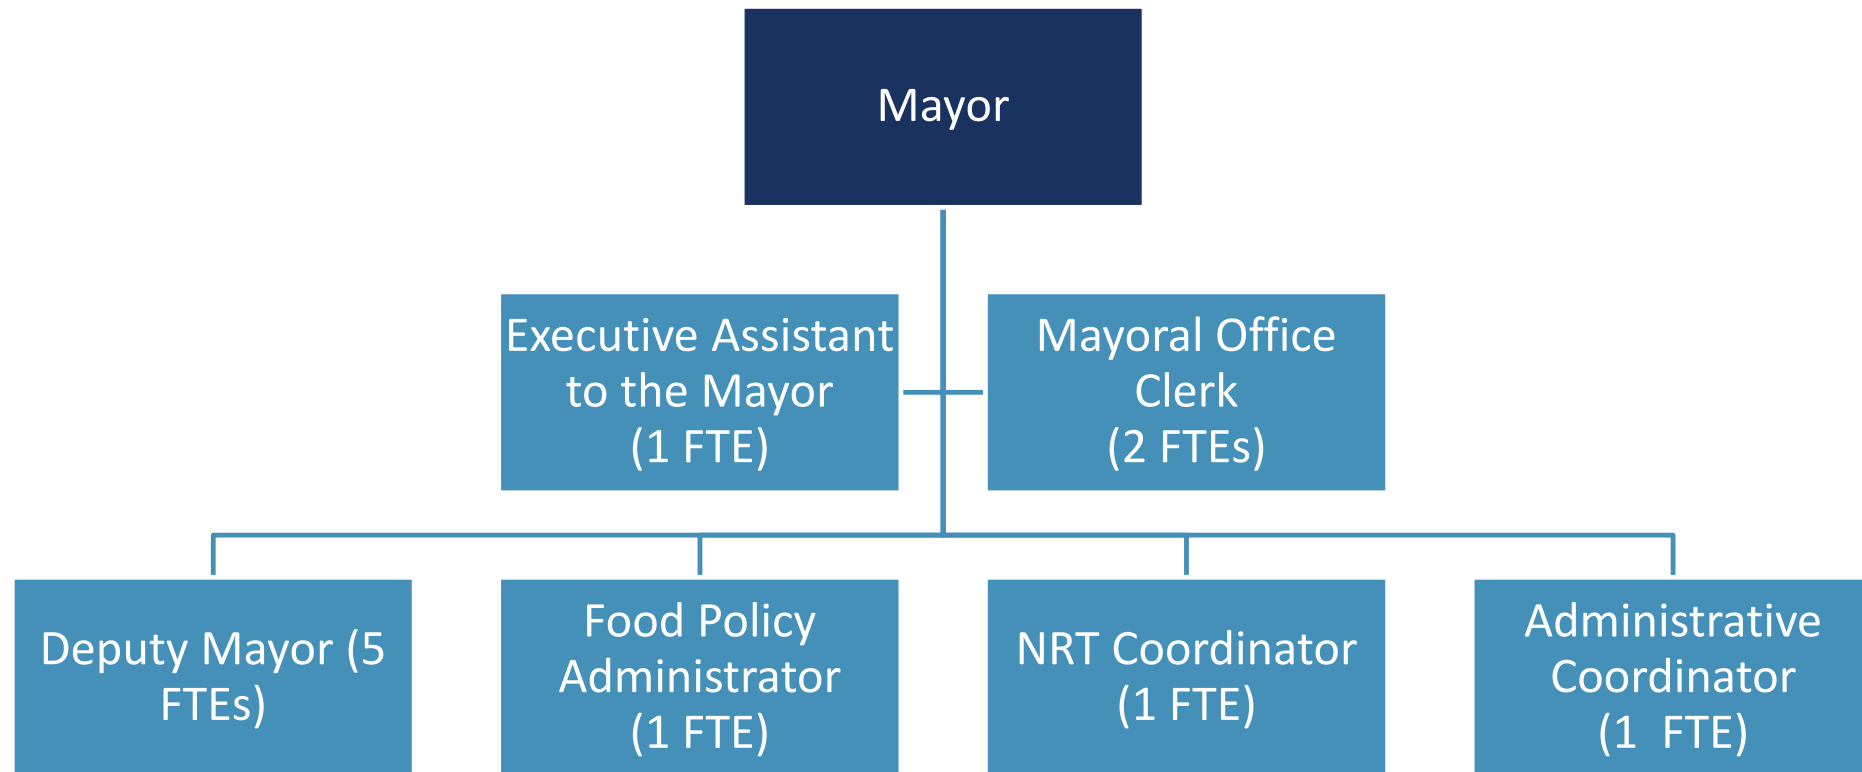 Mayor
Executive Assistant
to the Mayor
(1 FTE)
Mayoral Office
Clerk
(2 FTEs)
Deputy Mayor (5
FTEs)
Food Policy
Administrator
(1 FTE)
NRT Coordinator
(1 FTE)
Administrative
Coordinator
(1  FTE)